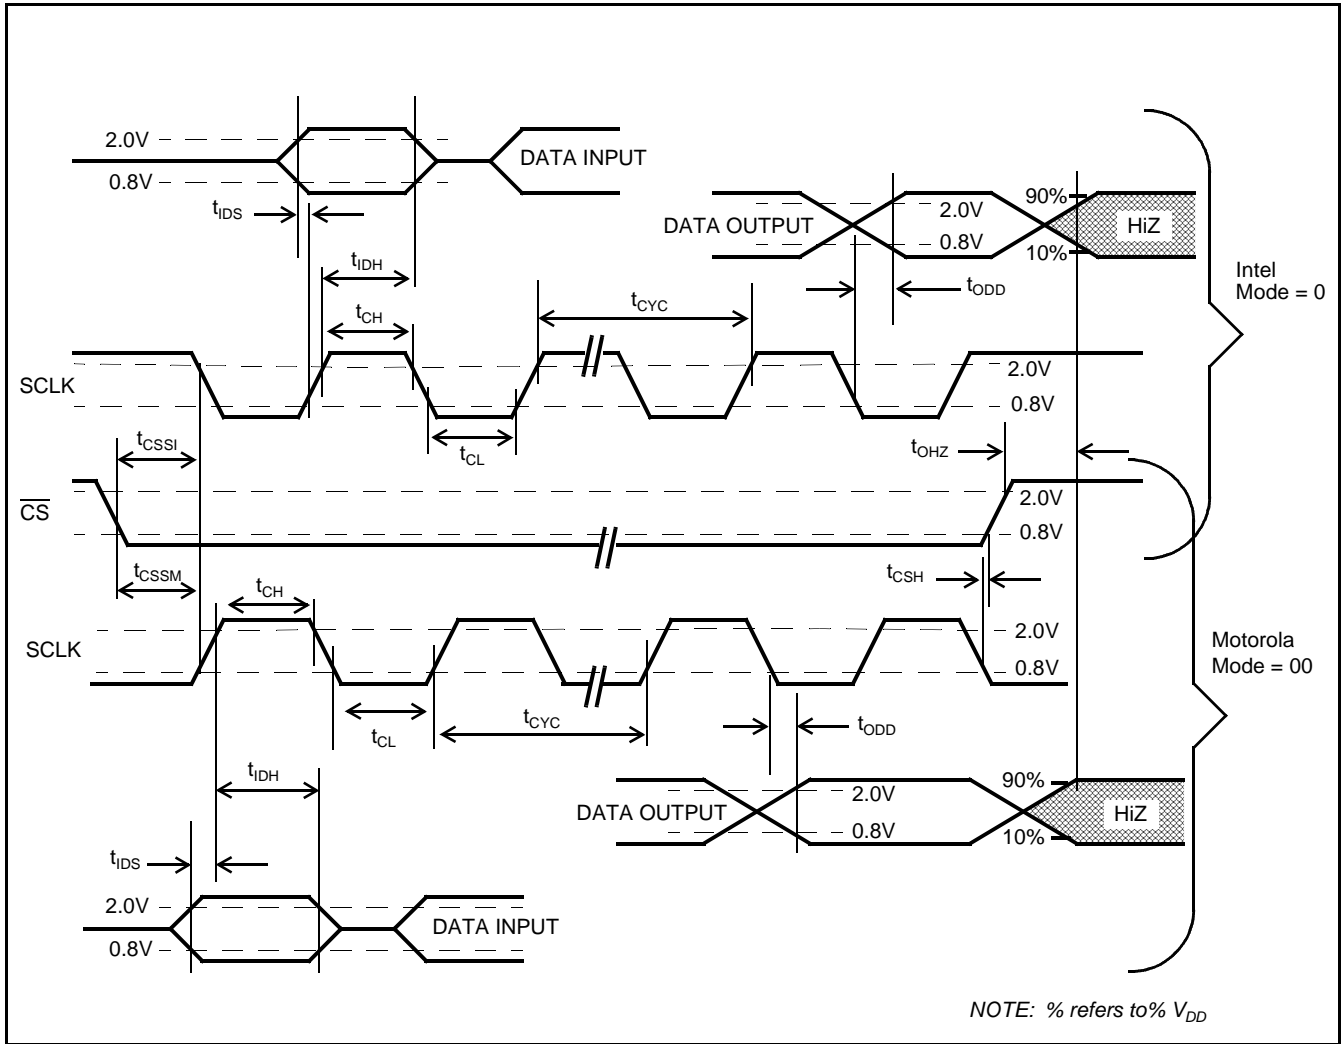 2.0V
DATA INPUT
0.8V
tIDS
90%
2.0V
DATA OUTPUT
HiZ
0.8V
10%
tIDH
Intel
Mode = 0
tODD
tCYC
tCH
2.0V
SCLK
0.8V
tCSSI
tCL
tOHZ
2.0V
CS
0.8V
tCSSM
tCSH
tCH
2.0V
SCLK
0.8V
Motorola
Mode = 00
tCL
tCYC
tODD
tIDH
90%
2.0V
DATA OUTPUT
HiZ
0.8V
10%
tIDS
2.0V
DATA INPUT
0.8V
NOTE: % refers to% VDD